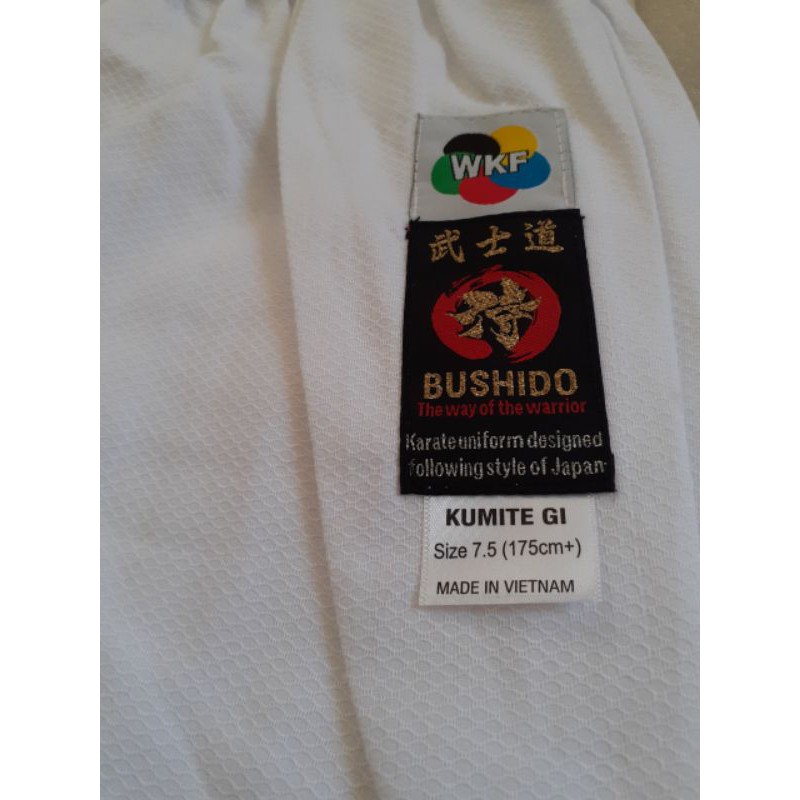 WKF
武士道
侍
BUSHIDO
The way of the warrior
Karate uniform designed
following style of Japan
KUMITE GI
Size 7.5 (175cm+)
MADE IN VIETNAM